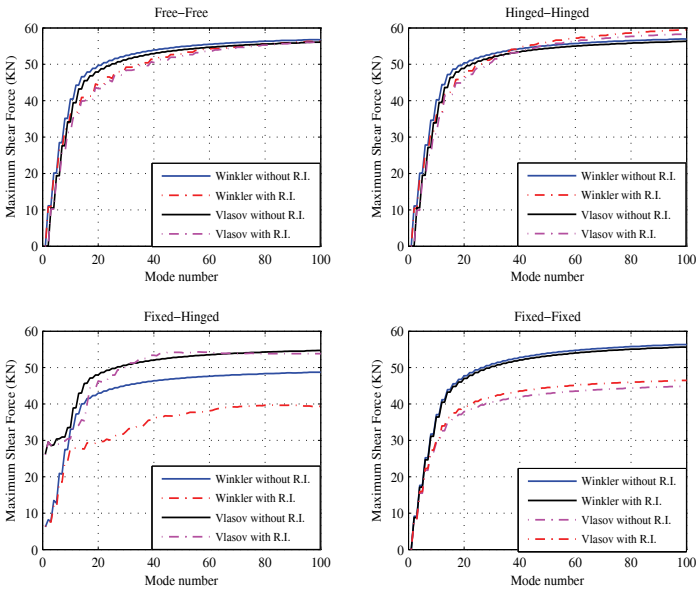 Free−Free
Maximum Shear Force (KN)
60
50
40
30
20
10
0
0 20 40 60 80 100
Mode number
Winkler without R.I.
Winkler with R.I.
Vlasov without R.I.
Vlasov with R.I.
Hinged−Hinged
Maximum Shear Force (KN)
60
50
40
30
20
10
0
0 20 40 60 80 100
Mode number
Winkler without R.I.
Winkler with R.I.
Vlasov without R.I.
Vlasov with R.I.
Fixed−Hinged
Maximum Shear Force (KN)
60
50
40
30
20
10
0
0 20 40 60 80 100
Mode number
Winkler without R.I.
Winkler with R.I.
Vlasov without R.I.
Vlasov with R.I.
Fixed−Fixed
Maximum Shear Force (KN)
60
50
40
30
20
10
0
0 20 40 60 80 100
Mode number
Winkler without R.I.
Winkler with R.I.
Vlasov without R.I.
Vlasov with R.I.